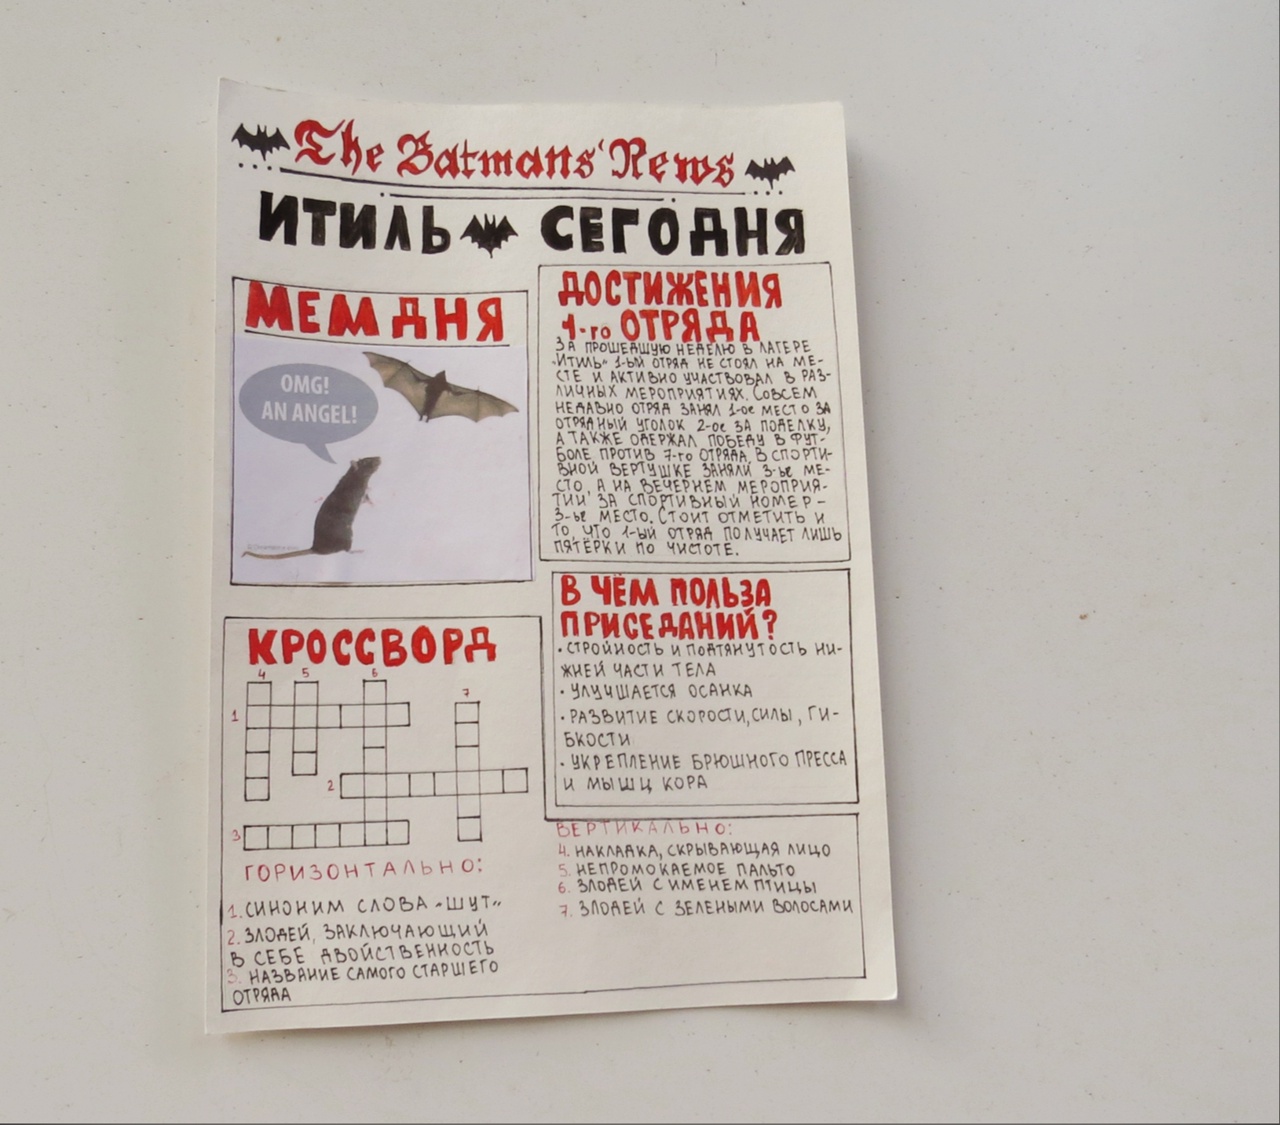 The Batmans' News
ИТИЛЬ СЕГОДНЯ
МЕМ ДНЯ
OMG!
AN ANGEL!
ДОСТИЖЕНИЯ
1-го ОТРЯДА
ЗА ПРОШЕДШУЮ НЕДЕЛЮ В ЛАГЕРЕ
"ИТИЛЬ" 1-ЫЙ ОТРЯД НЕ СТОЯЛ НА МЕ-
СТЕ И АКТИВНО УЧАСТВОВАЛ В РАЗ-
ЛИЧНЫХ МЕРОПРИЯТИЯХ. СОВСЕМ
НЕДАВНО ОТРЯД ЗАНЯЛ 1-ое МЕСТО ЗА
ОТРЯДНЫЙ УГОЛОК 2-ое ЗА ПОДЕЛКУ,
А ТАКЖЕ ОДЕРЖАЛ ПОБЕДУ В ФУТ-
БОЛЕ ПРОТИВ 7-го ОТРЯДА. В СПОРТИ-
ВНОЙ ВЕРТУШКЕ ЗАНЯЛИ 3-ье МЕ-
СТО, А НА ВЕЧЕРНЕМ МЕРОПРИЯ-
ТИИ ЗА СПОРТИВНЫЙ НОМЕР –
3-ье МЕСТО. СТОИТ ОТМЕТИТЬ И
ТО, ЧТО 1-ЫЙ ОТРЯД ПОЛУЧАЕТ ЛИШЬ
ПЯТЁРКИ ПО ЧИСТОТЕ.
В ЧЁМ ПОЛЬЗА
ПРИСЕДАНИЙ?
• СТРОЙНОСТЬ И ПОДТЯНУТОСТЬ НИ-
ЖНЕЙ ЧАСТИ ТЕЛА
• УЛУЧШАЕТСЯ ОСАНКА
• РАЗВИТИЕ СКОРОСТИ, СИЛЫ, ГИ-
БКОСТИ
• УКРЕПЛЕНИЕ БРЮШНОГО ПРЕССА
И МЫШЦ КОРА
КРОССВОРД
4 5 6 7
1
2
3
ГОРИЗОНТАЛЬНО:
1. СИНОНИМ СЛОВА "ШУТ"
2. ЗЛОДЕЙ, ЗАКЛЮЧАЮЩИЙ
В СЕБЕ ДВОЙСТВЕННОСТЬ
3. НАЗВАНИЕ САМОГО СТАРШЕГО
ОТРЯДА
ВЕРТИКАЛЬНО:
4. НАКЛАДКА, СКРЫВАЮЩАЯ ЛИЦО
5. НЕПРОМОКАЕМОЕ ПАЛЬТО
6. ЗЛОДЕЙ С ИМЕНЕМ ПТИЦЫ
7. ЗЛОДЕЙ С ЗЕЛЕНЫМИ ВОЛОСАМИ